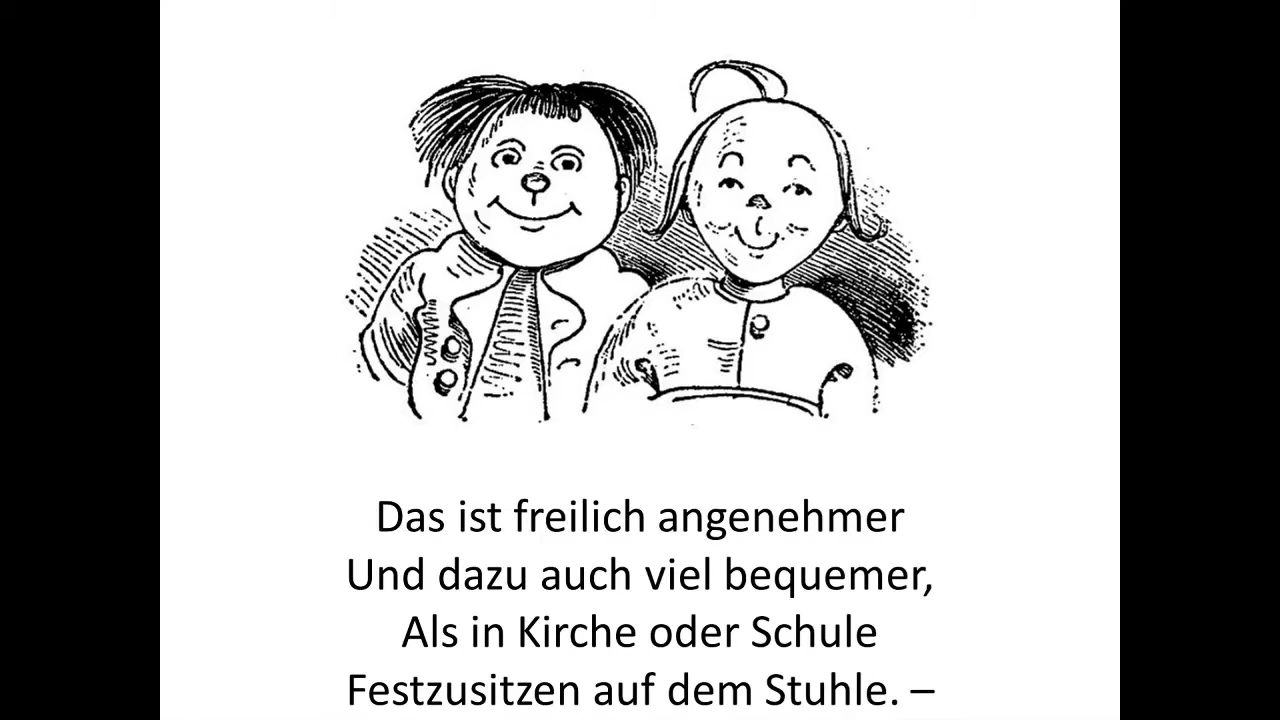 Das ist freilich angenehmer
Und dazu auch viel bequemer,
Als in Kirche oder Schule
Festzusitzen auf dem Stuhle. –